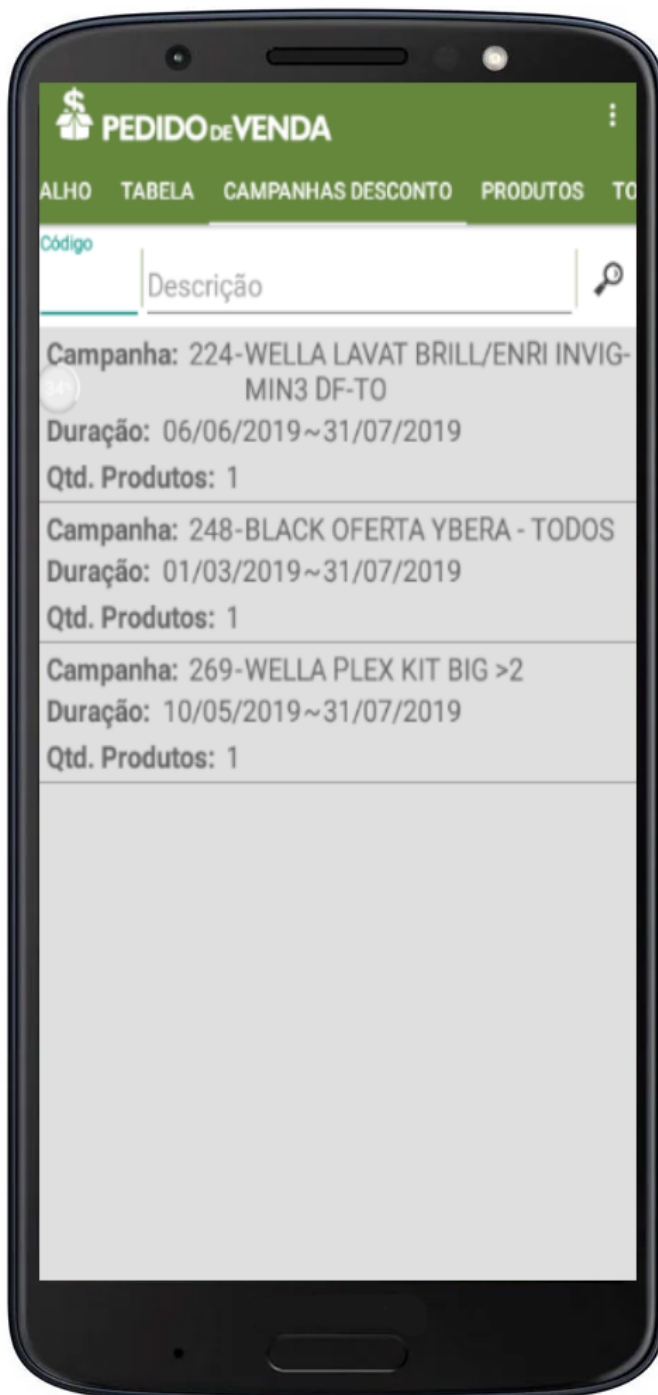 $
PEDIDO DE VENDA
ALHO TABELA CAMPANHAS DESCONTO PRODUTOS TO
Código
Descrição
Campanha: 224-WELLA LAVAT BRILL/ENRI INVIG-
MIN3 DF-TO
34%
Duração: 06/06/2019~31/07/2019
Qtd. Produtos: 1
Campanha: 248-BLACK OFERTA YBERA - TODOS
Duração: 01/03/2019~31/07/2019
Qtd. Produtos: 1
Campanha: 269-WELLA PLEX KIT BIG >2
Duração: 10/05/2019~31/07/2019
Qtd. Produtos: 1